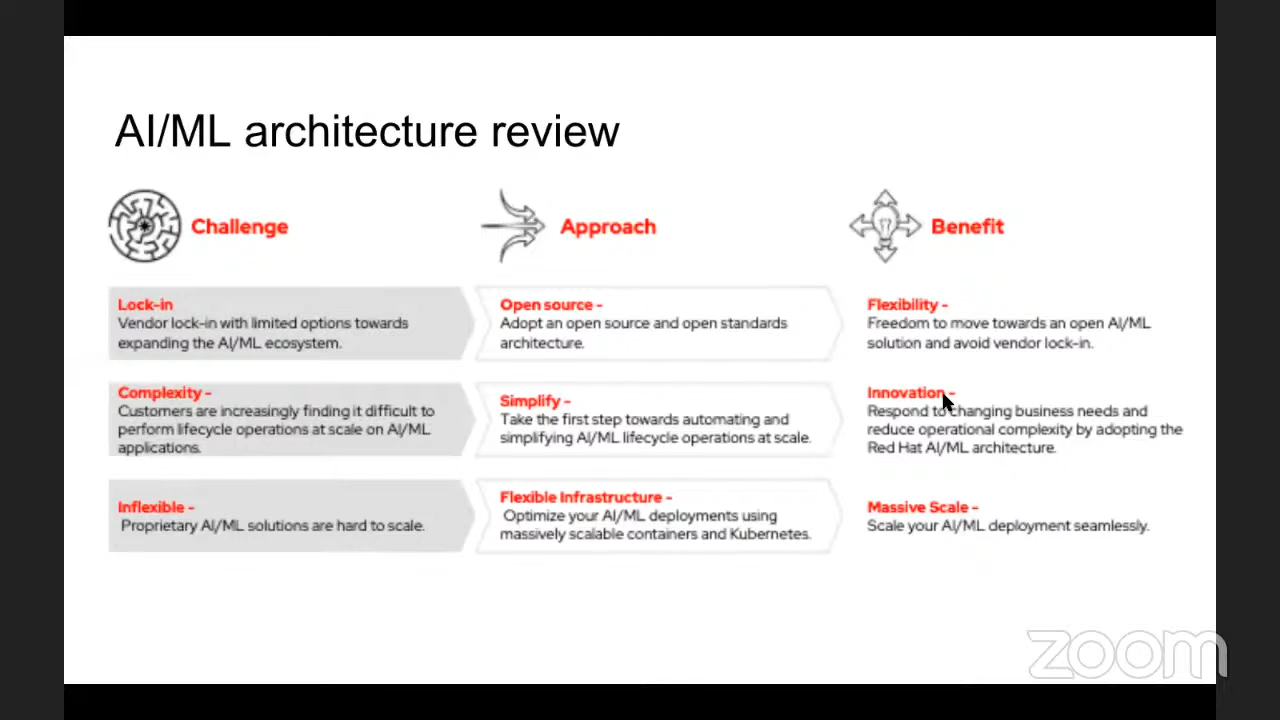 AI/ML architecture review
Challenge
Approach
Benefit
Lock-in
Vendor lock-in with limited options towards
expanding the AI/ML ecosystem.
Open source -
Adopt an open source and open standards
architecture.
Flexibility -
Freedom to move towards an open AI/ML
solution and avoid vendor lock-in.
Complexity -
Customers are increasingly finding it difficult to
perform lifecycle operations at scale on AI/ML
applications.
Simplify -
Take the first step towards automating and
simplifying AI/ML lifecycle operations at scale.
Innovation -
Respond to changing business needs and
reduce operational complexity by adopting the
Red Hat AI/ML architecture.
Inflexible -
Proprietary AI/ML solutions are hard to scale.
Flexible Infrastructure -
Optimize your AI/ML deployments using
massively scalable containers and Kubernetes.
Massive Scale -
Scale your AI/ML deployment seamlessly.
zoom